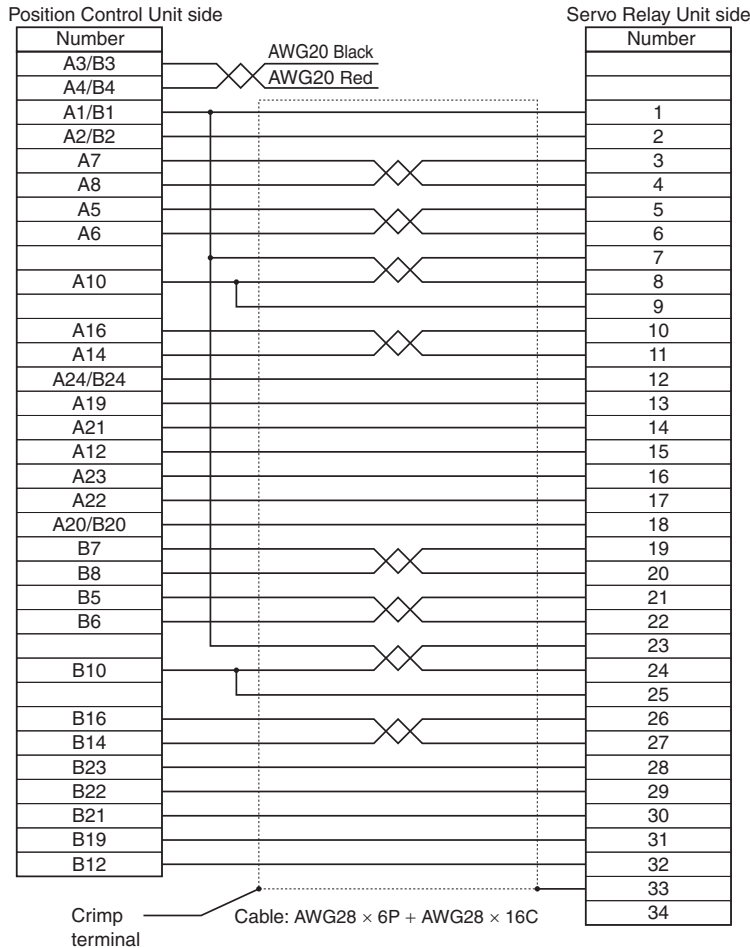 Position Control Unit side Servo Relay Unit side
Number Number
A3/B3 AWG20 Black
A4/B4 AWG20 Red
A1/B1 1
A2/B2 2
A7 3
A8 4
A5 5
A6 6
7
A10 8
9
A16 10
A14 11
A24/B24 12
A19 13
A21 14
A12 15
A23 16
A22 17
A20/B20 18
B7 19
B8 20
B5 21
B6 22
23
B10 24
25
B16 26
B14 27
B23 28
B22 29
B21 30
B19 31
B12 32
33
Crimp terminal Cable: AWG28 × 6P + AWG28 × 16C 34